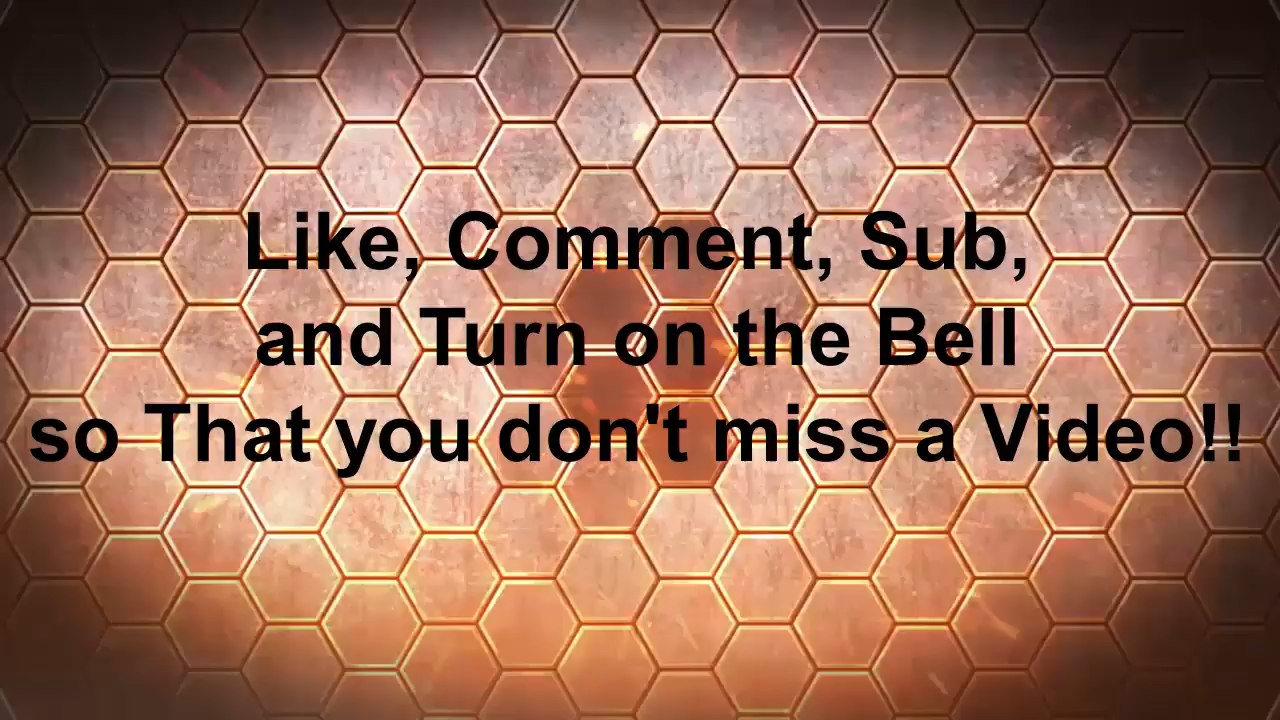 Like, Comment, Sub,
and Turn on the Bell
so That you don't miss a Video!!